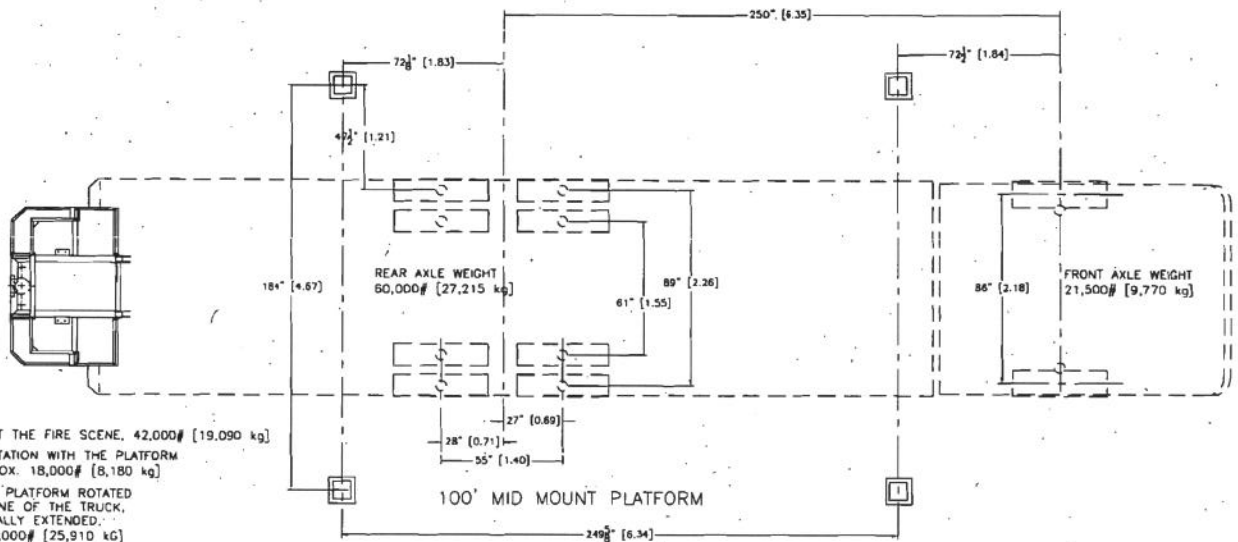 250" [6.35]
72⅛" [1.83]
72½" [1.84]
[1.21]
184" [4.67]
REAR AXLE WEIGHT
60,000# [27,215 kg]
61" [1.55]
89" [2.26]
86" [2.18]
FRONT AXLE WEIGHT
21,500# [9,770 kg]
27" [0.69]
28" [0.71]
55" [1.40]
T THE FIRE SCENE, 42,000# [19.090 kg]
TATION WITH THE PLATFORM
OX. 18,000# [8,180 kg]
PLATFORM ROTATED
NE OF THE TRUCK,
ALLY EXTENDED.
,000# [25,910 kG]
100' MID MOUNT PLATFORM
249⅝" [6.34]